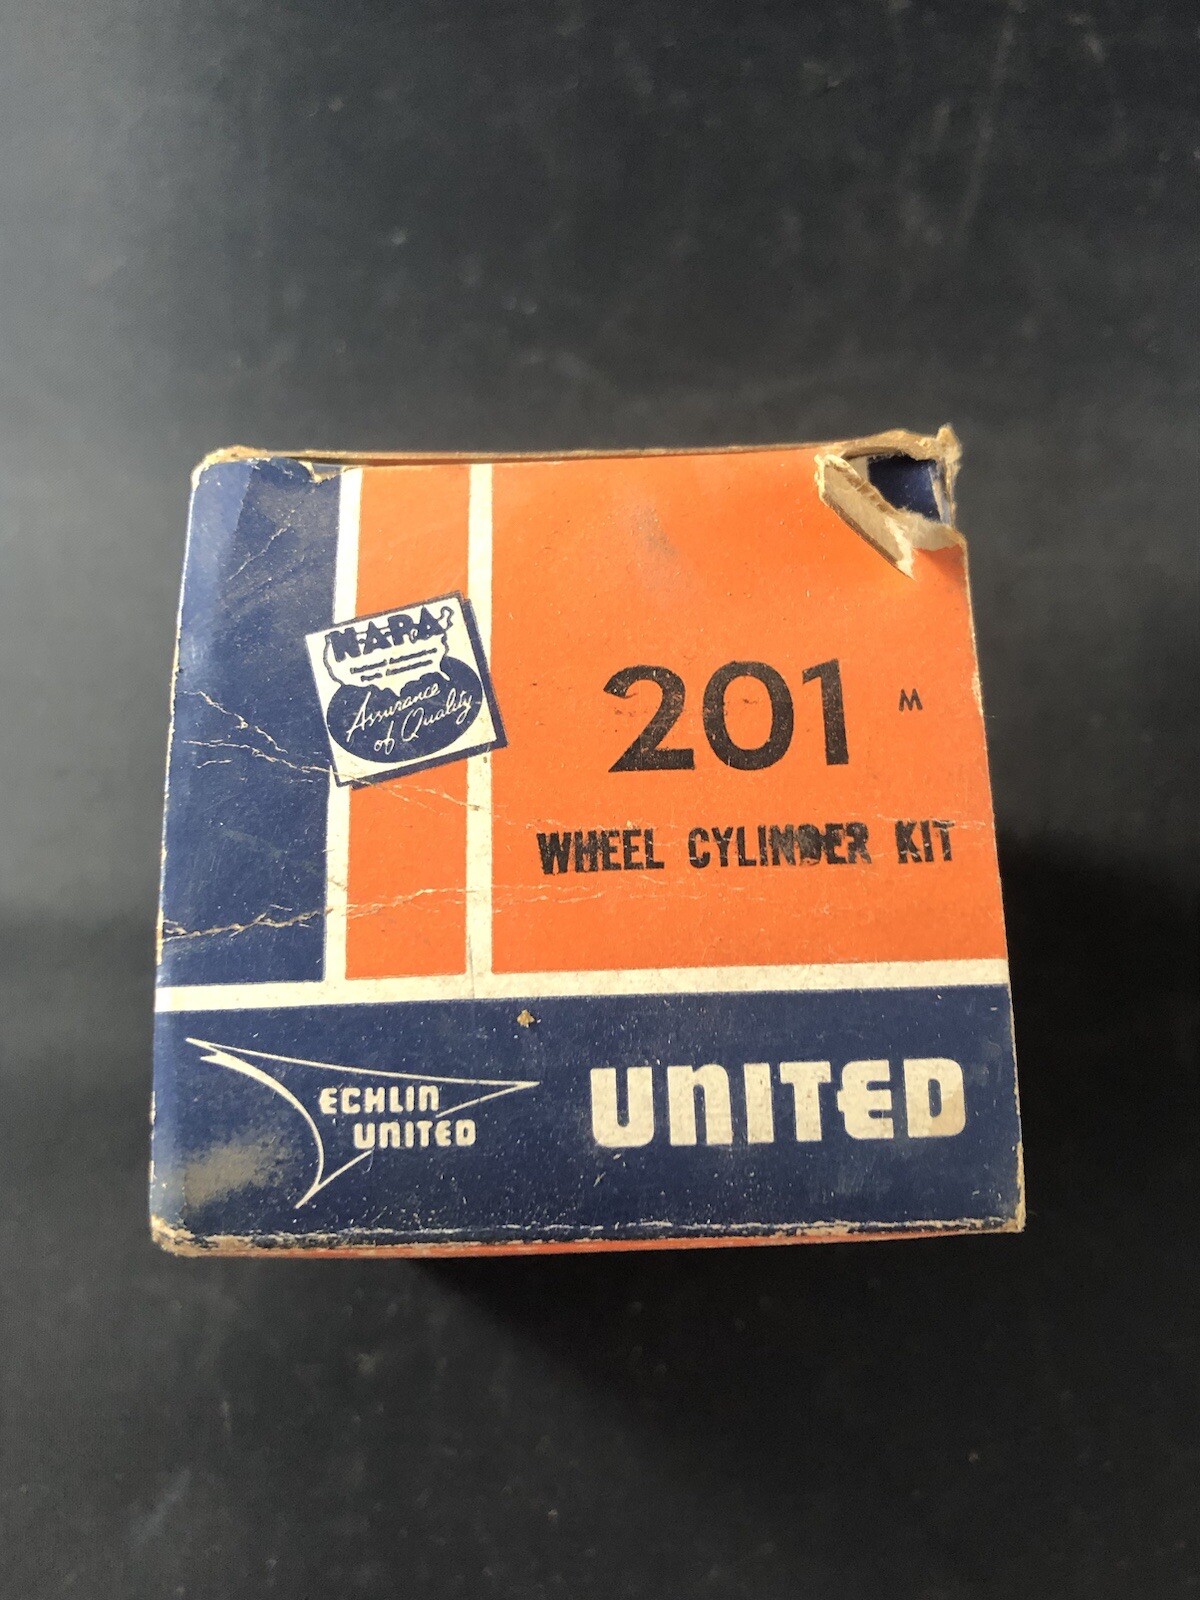 N·A·P·A
Assurance
of Quality
201 M
WHEEL CYLINDER KIT
ECHLIN
UNITED
UNITED